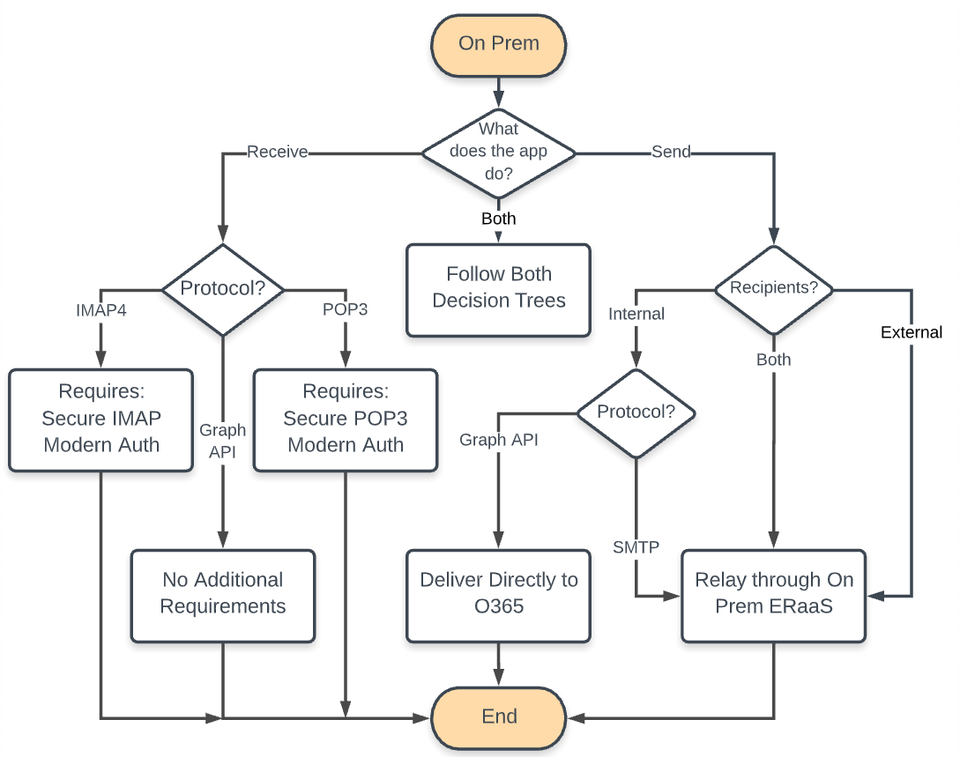 On Prem
What
does the app
do?
Receive
Send
Both
Follow Both
Decision Trees
Protocol?
Recipients?
IMAP4
POP3
Internal
External
Both
Requires:
Secure IMAP
Modern Auth
Graph
API
Requires:
Secure POP3
Modern Auth
Protocol?
Graph API
SMTP
No Additional
Requirements
Deliver Directly to
O365
Relay through On
Prem ERaaS
End